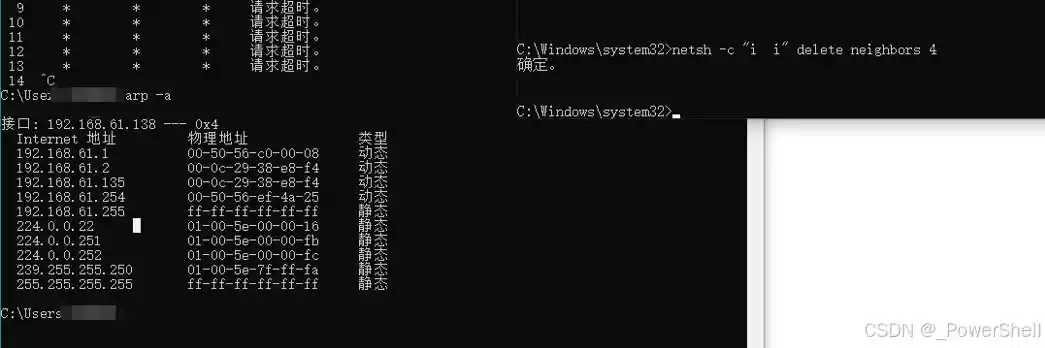 9 * * * 请求超时。
10 * * * 请求超时。
11 * * * 请求超时。
12 * * * 请求超时。
13 * * * 请求超时。
14 ^C
C:\Use arp -a
接口: 192.168.61.138 --- 0x4
Internet 地址 物理地址 类型
192.168.61.1 00-50-56-c0-00-08 动态
192.168.61.2 00-0c-29-38-e8-f4 动态
192.168.61.135 00-0c-29-38-e8-f4 动态
192.168.61.254 00-50-56-ef-4a-25 动态
192.168.61.255 ff-ff-ff-ff-ff-ff 静态
224.0.0.22 01-00-5e-00-00-16 静态
224.0.0.251 01-00-5e-00-00-fb 静态
224.0.0.252 01-00-5e-00-00-fc 静态
239.255.255.250 01-00-5e-7f-ff-fa 静态
255.255.255.255 ff-ff-ff-ff-ff-ff 静态
C:\Users
C:\Windows\system32>netsh -c "i  i" delete neighbors 4
确定。
C:\Windows\system32>
CSDN @_PowerShell